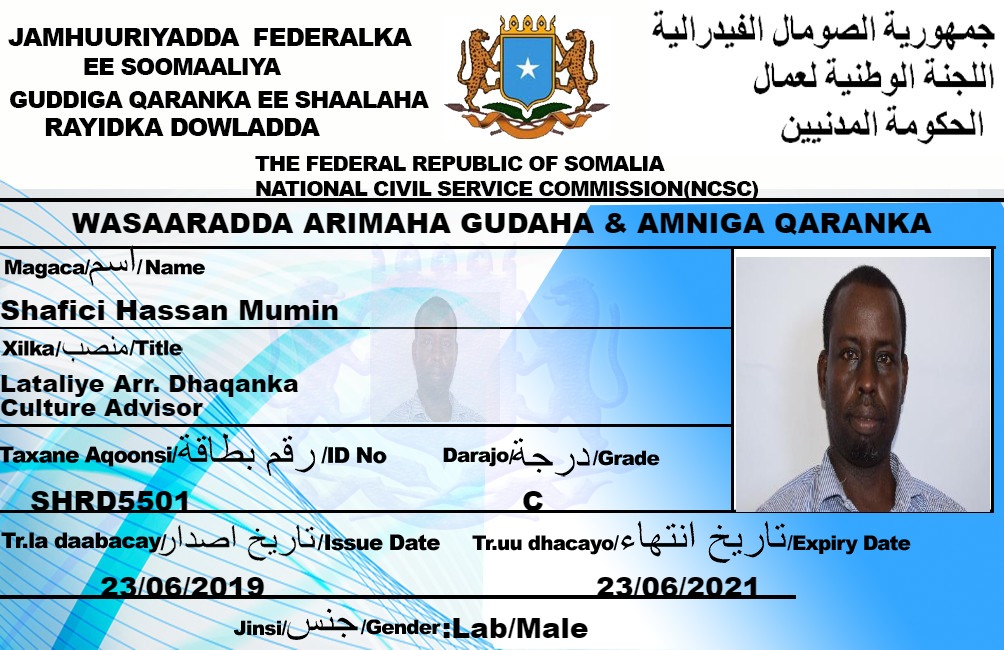 JAMHUURIYADDA FEDERALKA
EE SOOMAALIYA
GUDDIGA QARANKA EE SHAALAHA
RAYIDKA DOWLADDA
جمهورية الصومال الفيدرالية
اللجنة الوطنية لعمال
الحكومة المدنيين
THE FEDERAL REPUBLIC OF SOMALIA
NATIONAL CIVIL SERVICE COMMISSION(NCSC)
WASAARADDA ARIMAHA GUDAHA & AMNIGA QARANKA
Magaca/اسم/Name
Shafici Hassan Mumin
Xilka/منصب/Title
Lataliye Arr. Dhaqanka
Culture Advisor
Taxane Aqoonsi/رقم بطاقة/ID No
Darajo/درجة/Grade
SHRD5501
C
Tr.la daabacay/تاريخ اصدار/Issue Date
Tr.uu dhacayo/تاريخ انتهاء/Expiry Date
23/06/2019
23/06/2021
Jinsi/جنس/Gender:Lab/Male